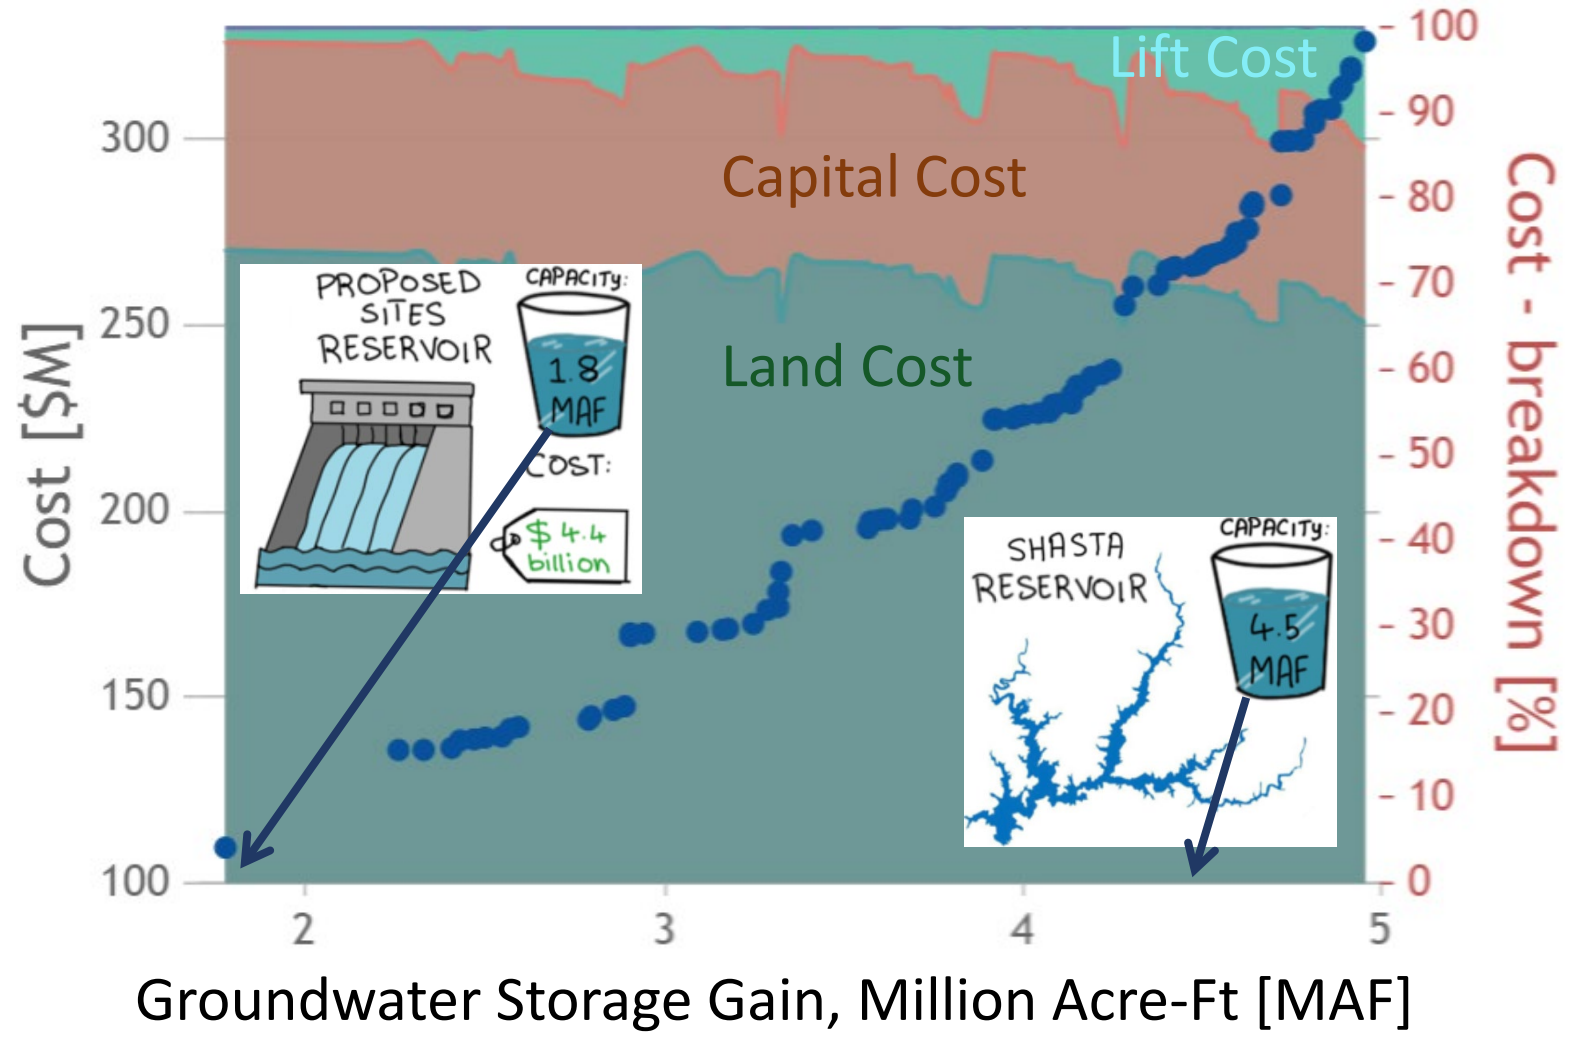 Lift Cost
Capital Cost
Land Cost
PROPOSED
SITES
RESERVOIR
CAPACITY:
1.8
MAF
COST:
$ 4.4
billion
SHASTA
RESERVOIR
CAPACITY:
4.5
MAF
Cost [$M]
300
250
200
150
100
2
3
4
5
Groundwater Storage Gain, Million Acre-Ft [MAF]
100
90
80
70
60
50
40
30
20
10
0
Cost - breakdown [%]